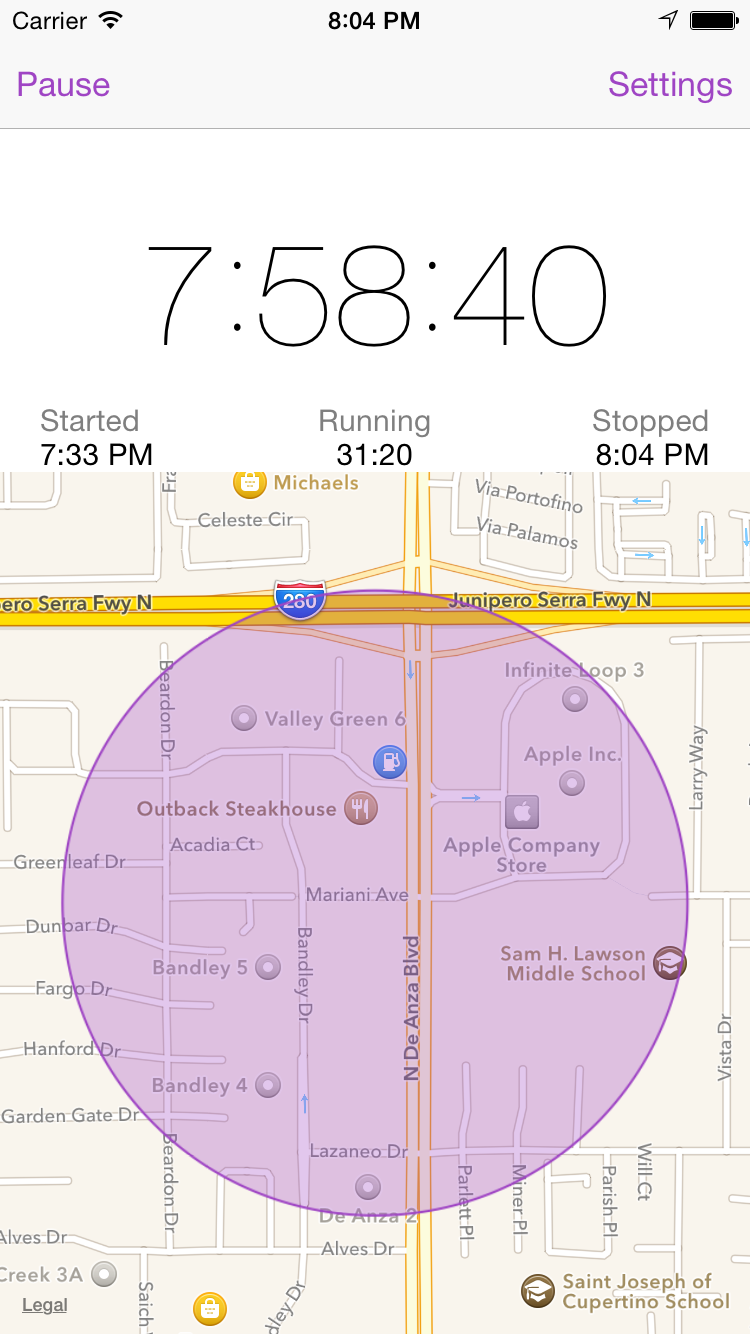 Carrier 8:04 PM
Pause Settings
7:58:40
Started Running Stopped
7:33 PM 31:20 8:04 PM
Michaels
Via Portofino
Celeste Cir
Via Palamos
280
ero Serra Fwy N
Junipero Serra Fwy N
Infinite Loop 3
Beardon Dr
Valley Green 6
Larry Way
Apple Inc.
Outback Steakhouse
Acadia Ct
Apple Company
Store
Greenleaf Dr
Mariani Ave
Dunbar Dr
Bandley Dr
N De Anza Blvd
Sam H. Lawson
Middle School
Bandley 5
Fargo Dr
Vista Dr
Hanford Dr
Bandley 4
Garden Gate Dr
Beardon Dr
Lazaneo Dr
Will Ct
Parlett Pl
Miner Pl
Parish Pl
De Anza 2
Alves Dr
Alves Dr
Creek 3A
Saich
dley Dr
Saint Joseph of
Cupertino School
Legal